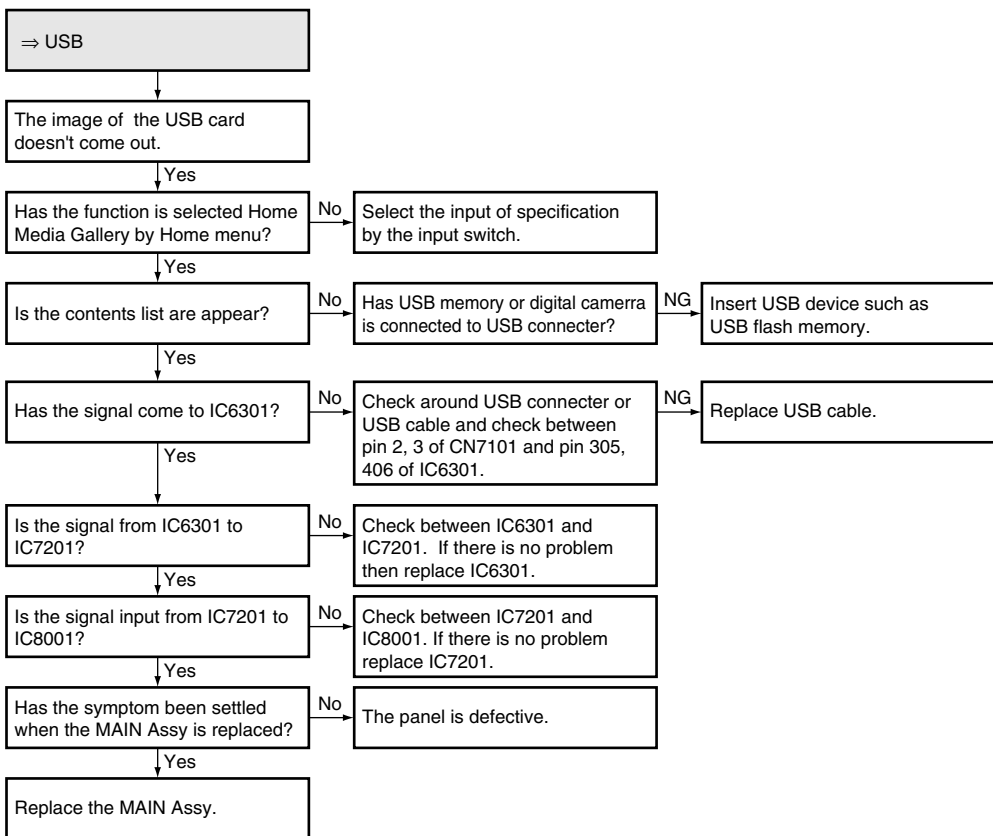 ⇒ USB
The image of the USB card
doesn't come out.
Yes
Has the function is selected Home
Media Gallery by Home menu?
No
Select the input of specification
by the input switch.
Yes
Is the contents list are appear?
No
Has USB memory or digital camerra
is connected to USB connecter?
NG
Insert USB device such as
USB flash memory.
Yes
Has the signal come to IC6301?
No
Check around USB connecter or
USB cable and check between
pin 2, 3 of CN7101 and pin 305,
406 of IC6301.
NG
Replace USB cable.
Yes
Is the signal from IC6301 to
IC7201?
No
Check between IC6301 and
IC7201. If there is no problem
then replace IC6301.
Yes
Is the signal input from IC7201 to
IC8001?
No
Check between IC7201 and
IC8001. If there is no problem
replace IC7201.
Yes
Has the symptom been settled
when the MAIN Assy is replaced?
No
The panel is defective.
Yes
Replace the MAIN Assy.